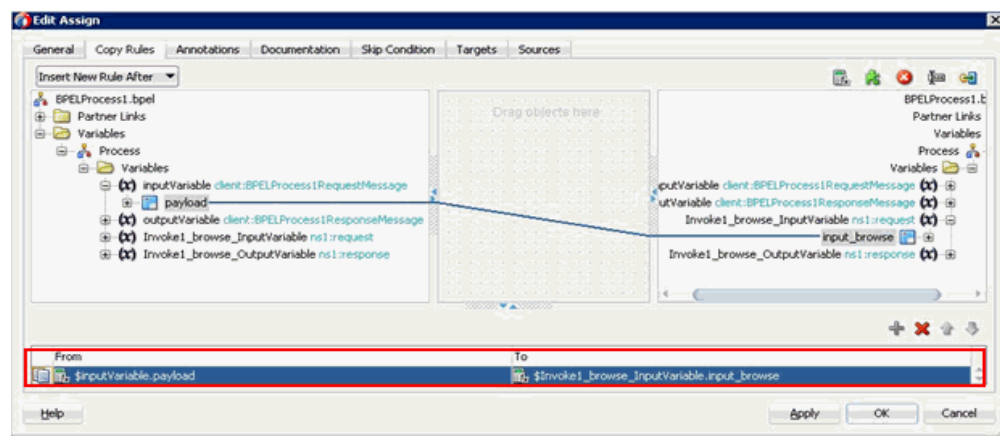 Edit Assign
General Copy Rules Annotations Documentation Skip Condition Targets Sources
Insert New Rule After
BPELProcess1.bpel
Partner Links
Variables
Process
Variables
inputVariable client:BPELProcess1RequestMessage
payload
outputVariable client:BPELProcess1ResponseMessage
Invoke1_browse_InputVariable ns1:request
Invoke1_browse_OutputVariable ns1:response
Drag objects here
BPELProcess1.b
Partner Links
Variables
Process
Variables
putVariable client:BPELProcess1RequestMessage
utVariable client:BPELProcess1ResponseMessage
Invoke1_browse_InputVariable ns1:request
input_browse
Invoke1_browse_OutputVariable ns1:response
From To
$inputVariable.payload $Invoke1_browse_InputVariable.input_browse
Help Apply OK Cancel